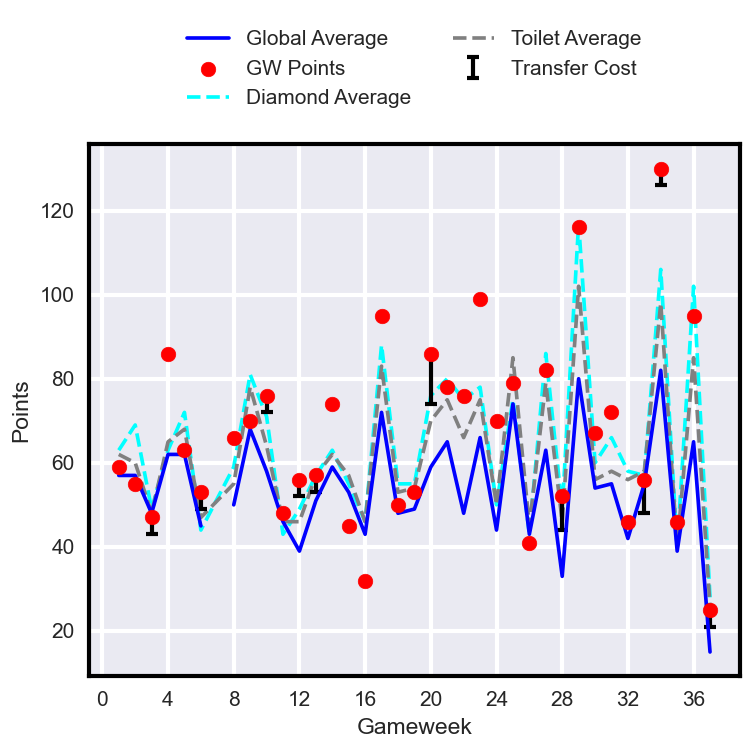 Global Average
GW Points
Diamond Average
Toilet Average
Transfer Cost
Points
120
100
80
60
40
20
0 4 8 12 16 20 24 28 32 36
Gameweek